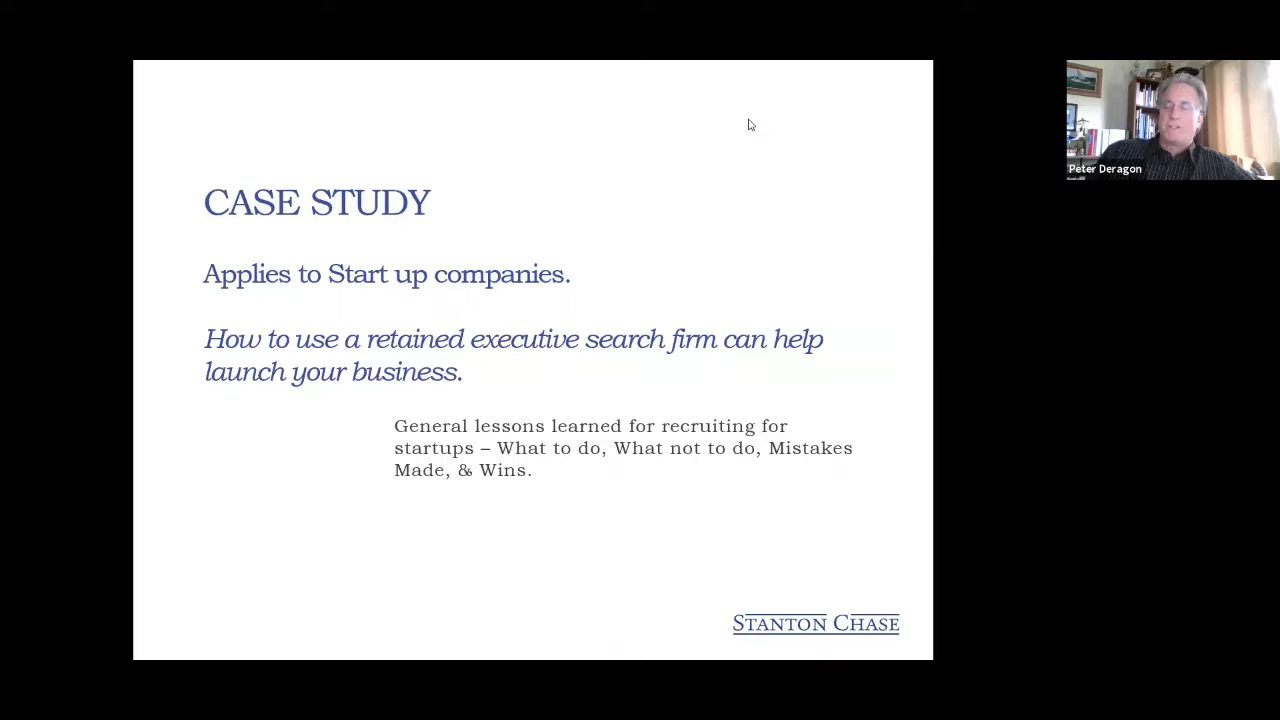 CASE STUDY
Applies to Start up companies.
How to use a retained executive search firm can help
launch your business.
General lessons learned for recruiting for
startups – What to do, What not to do, Mistakes
Made, & Wins.
STANTON CHASE
Peter Deragon